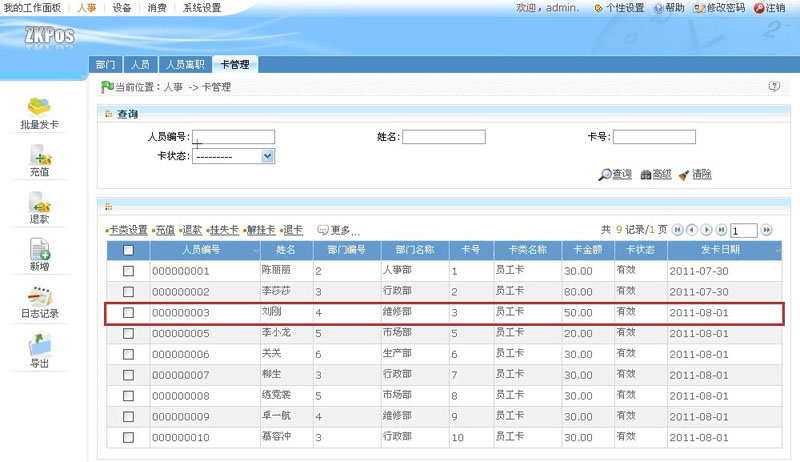 我的工作面板 人事 设备 消费 系统设置 欢迎，admin. 个性设置 帮助 修改密码 注销
ZKPos
部门 人员 人员离职 卡管理
当前位置：人事 -> 卡管理
批量发卡
充值
退款
新增
日志记录
导出
查询
人员编号: 姓名: 卡号:
卡状态: ---------
查询 高级 清除
卡类设置 充值 退款 挂失卡 解挂卡 退卡 更多... 共 9 记录/1 页 1
人员编号 姓名 部门编号 部门名称 卡号 卡类名称 卡金额 卡状态 发卡日期
000000001 陈丽丽 2 人事部 1 员工卡 30.00 有效 2011-07-30
000000002 李莎莎 3 行政部 2 员工卡 80.00 有效 2011-07-30
000000003 刘刚 4 维修部 3 员工卡 50.00 有效 2011-08-01
000000005 李小龙 5 市场部 5 员工卡 20.00 有效 2011-08-01
000000006 关关 6 生产部 6 员工卡 30.00 有效 2011-08-01
000000007 柳生 3 行政部 7 员工卡 30.00 有效 2011-08-01
000000008 练霓裳 5 市场部 8 员工卡 30.00 有效 2011-08-01
000000009 卓一航 4 维修部 9 员工卡 30.00 有效 2011-08-01
000000010 慕容冲 3 行政部 10 员工卡 30.00 有效 2011-08-01